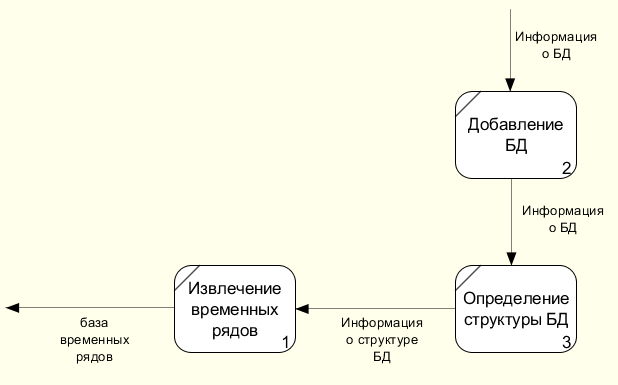 Информация
о БД
Добавление
БД
2
Информация
о БД
Извлечение
временных
рядов
1
Определение
структуры БД
3
база
временных
рядов
Информация
о структуре
БД